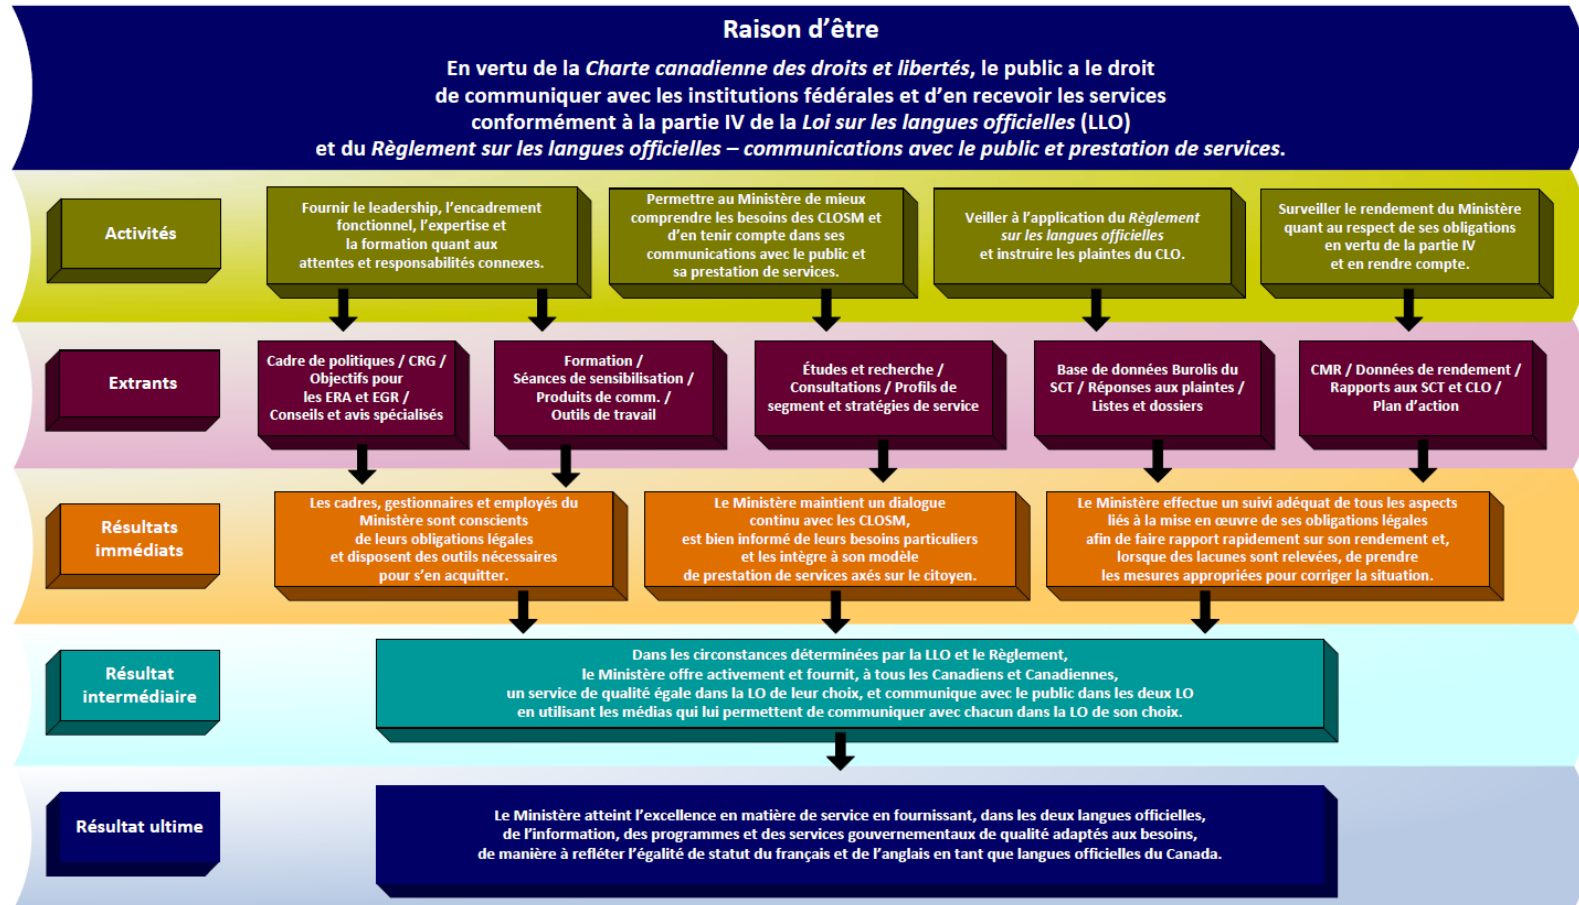 Raison d’être
En vertu de la Charte canadienne des droits et libertés, le public a le droit
de communiquer avec les institutions fédérales et d’en recevoir les services
conformément à la partie IV de la Loi sur les langues officielles (LLO)
et du Règlement sur les langues officielles – communications avec le public et prestation de services.
Activités
Fournir le leadership, l’encadrement
fonctionnel, l’expertise et
la formation quant aux
attentes et responsabilités connexes.
Permettre au Ministère de mieux
comprendre les besoins des CLOSM et
d’en tenir compte dans ses
communications avec le public et
sa prestation de services.
Veiller à l’application du Règlement
sur les langues officielles
et instruire les plaintes du CLO.
Surveiller le rendement du Ministère
quant au respect de ses obligations
en vertu de la partie IV
et en rendre compte.
Extrants
Cadre de politiques / CRG /
Objectifs pour
les ERA et EGR /
Conseils et avis spécialisés
Formation /
Séances de sensibilisation /
Produits de comm. /
Outils de travail
Études et recherche /
Consultations / Profils de
segment et stratégies de service
Base de données Burolis du
SCT / Réponses aux plaintes /
Listes et dossiers
CMR / Données de rendement /
Rapports aux SCT et CLO /
Plan d’action
Résultats
immédiats
Les cadres, gestionnaires et employés du
Ministère sont conscients
de leurs obligations légales
et disposent des outils nécessaires
pour s’en acquitter.
Le Ministère maintient un dialogue
continu avec les CLOSM,
est bien informé de leurs besoins particuliers
et les intègre à son modèle
de prestation de services axés sur le citoyen.
Le Ministère effectue un suivi adéquat de tous les aspects
liés à la mise en œuvre de ses obligations légales
afin de faire rapport rapidement sur son rendement et,
lorsque des lacunes sont relevées, de prendre
les mesures appropriées pour corriger la situation.
Résultat
intermédiaire
Dans les circonstances déterminées par la LLO et le Règlement,
le Ministère offre activement et fournit, à tous les Canadiens et Canadiennes,
un service de qualité égale dans la LO de leur choix, et communique avec le public dans les deux LO
en utilisant les médias qui lui permettent de communiquer avec chacun dans la LO de son choix.
Résultat ultime
Le Ministère atteint l’excellence en matière de service en fournissant, dans les deux langues officielles,
de l’information, des programmes et des services gouvernementaux de qualité adaptés aux besoins,
de manière à refléter l’égalité de statut du français et de l’anglais en tant que langues officielles du Canada.